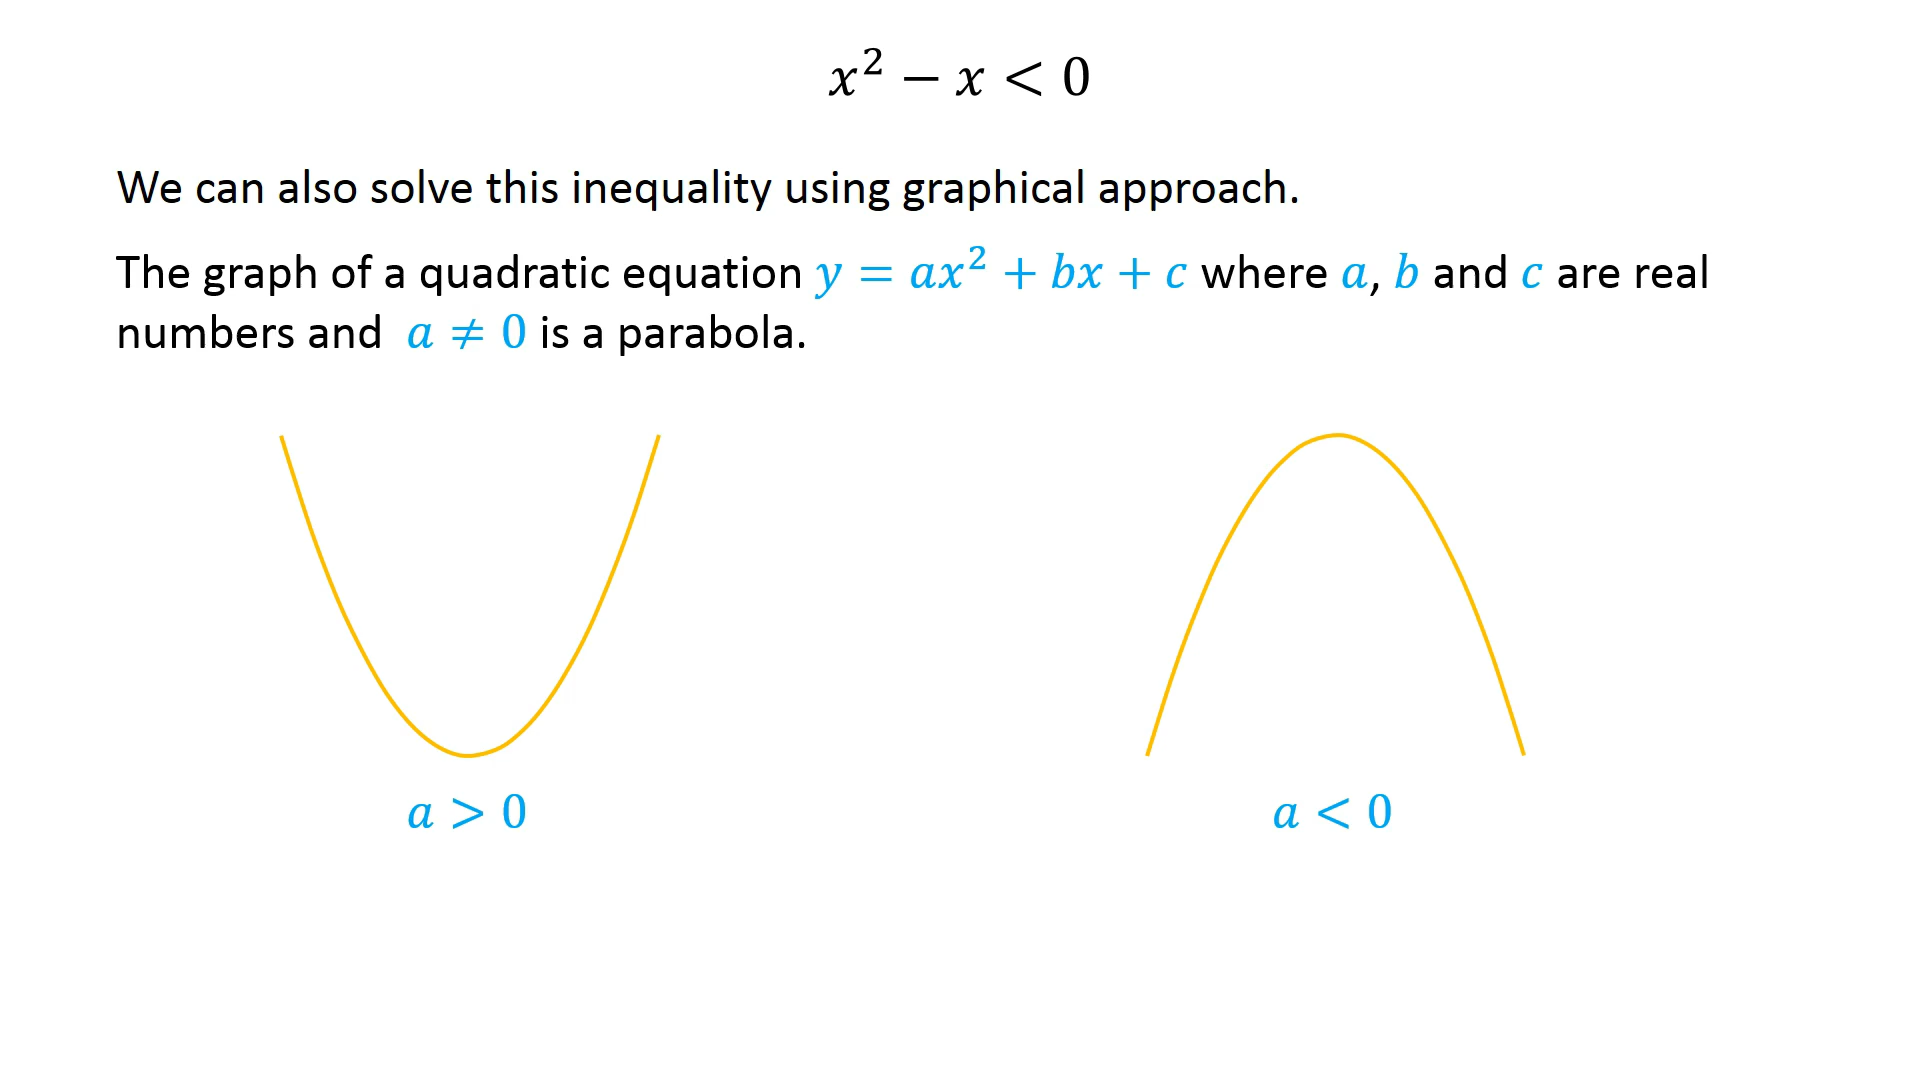 x² − x < 0
We can also solve this inequality using graphical approach.
The graph of a quadratic equation y = ax² + bx + c where a, b and c are real
numbers and a ≠ 0 is a parabola.
a > 0
a < 0